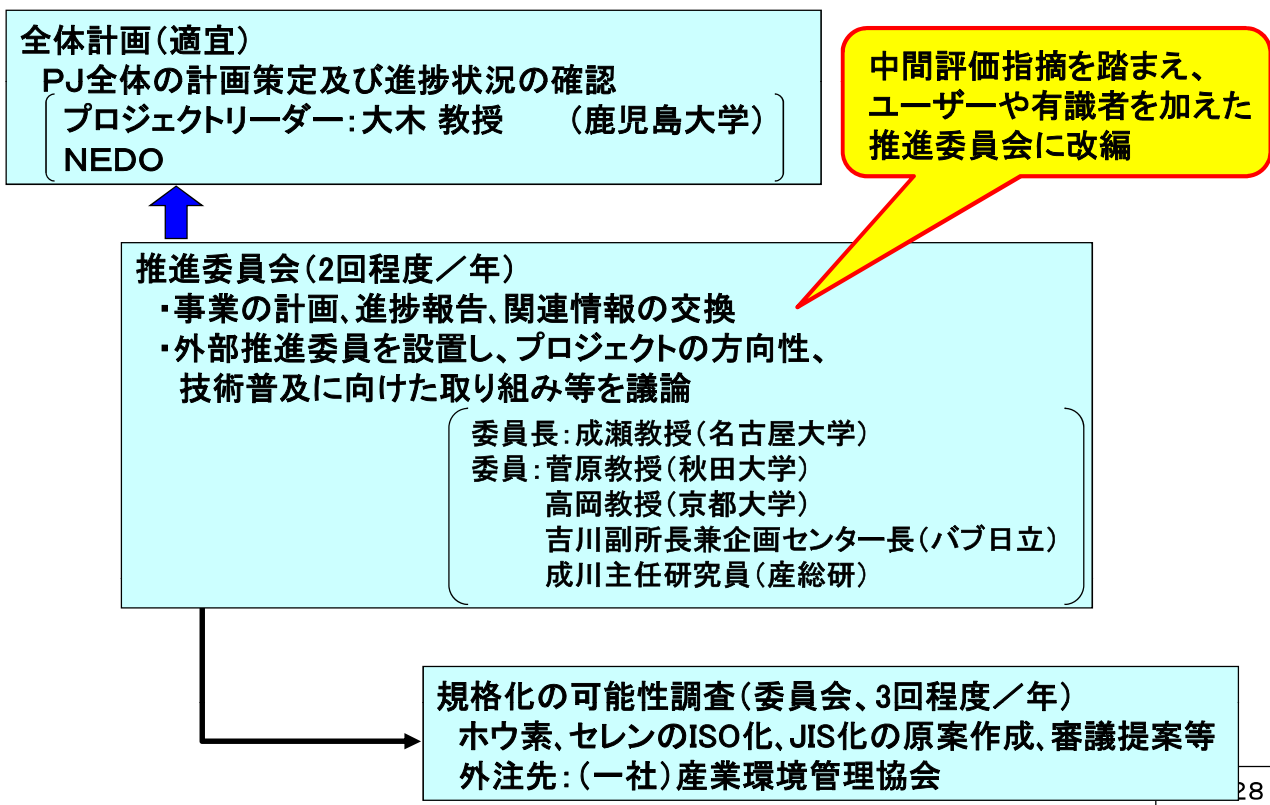 全体計画(適宜)
PJ全体の計画策定及び進捗状況の確認
プロジェクトリーダー:大木 教授 (鹿児島大学)
NEDO
中間評価指摘を踏まえ、
ユーザーや有識者を加えた
推進委員会に改編
推進委員会(2回程度/年)
・事業の計画、進捗報告、関連情報の交換
・外部推進委員を設置し、プロジェクトの方向性、
技術普及に向けた取り組み等を議論
委員長:成瀬教授(名古屋大学)
委員:菅原教授(秋田大学)
高岡教授(京都大学)
吉川副所長兼企画センター長(バブ日立)
成川主任研究員(産総研)
規格化の可能性調査(委員会、3回程度/年)
ホウ素、セレンのISO化、JIS化の原案作成、審議提案等
外注先:(一社)産業環境管理協会
28